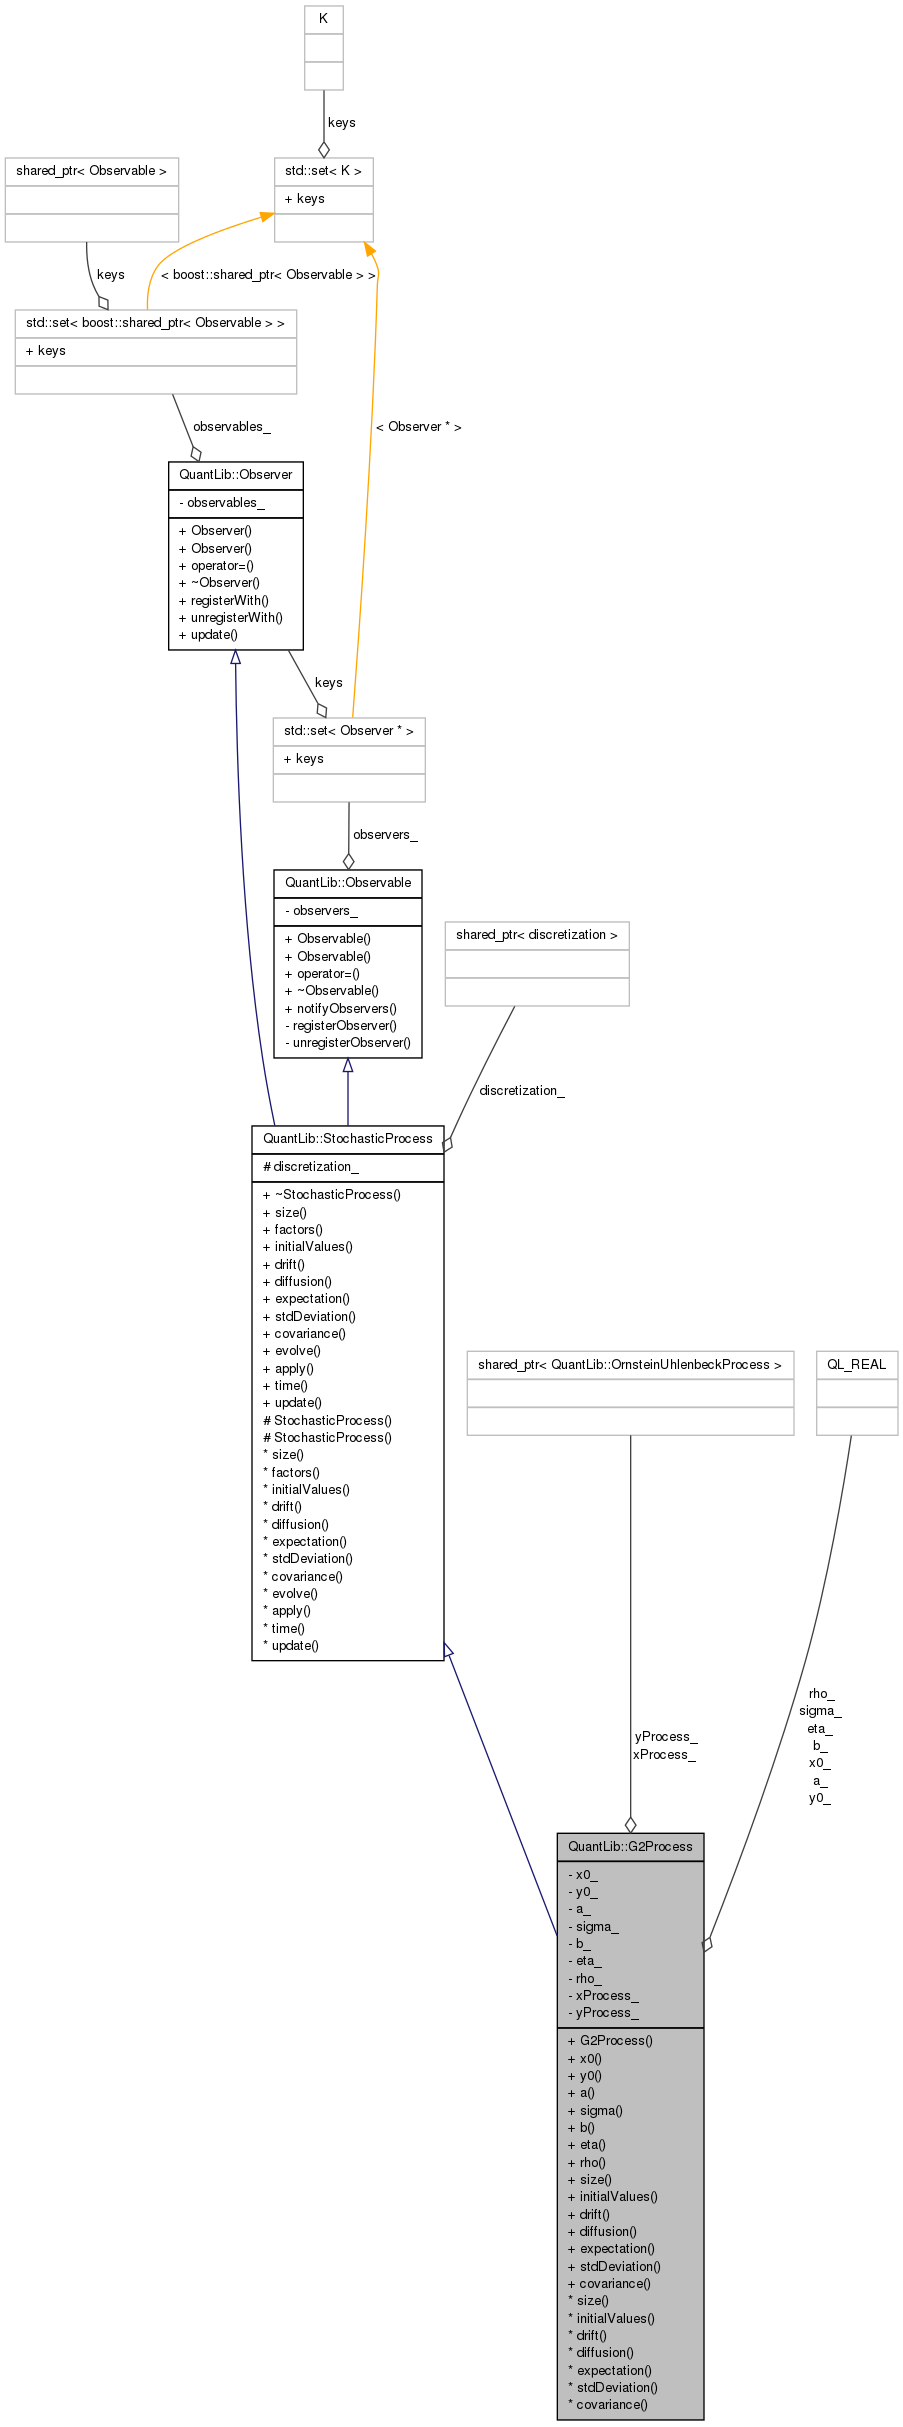 K
keys
shared_ptr< Observable >
std::set< K >
+ keys
keys
< boost::shared_ptr< Observable > >
std::set< boost::shared_ptr< Observable > >
+ keys
observables_
< Observer * >
QuantLib::Observer
- observables_
+ Observer()
+ Observer()
+ operator=()
+ ~Observer()
+ registerWith()
+ unregisterWith()
+ update()
keys
std::set< Observer * >
+ keys
observers_
QuantLib::Observable
- observers_
+ Observable()
+ Observable()
+ operator=()
+ ~Observable()
+ notifyObservers()
- registerObserver()
- unregisterObserver()
shared_ptr< discretization >
discretization_
QuantLib::StochasticProcess
# discretization_
+ ~StochasticProcess()
+ size()
+ factors()
+ initialValues()
+ drift()
+ diffusion()
+ expectation()
+ stdDeviation()
+ covariance()
+ evolve()
+ apply()
+ time()
+ update()
# StochasticProcess()
# StochasticProcess()
* size()
* factors()
* initialValues()
* drift()
* diffusion()
* expectation()
* stdDeviation()
* covariance()
* evolve()
* apply()
* time()
* update()
shared_ptr< QuantLib::OrnsteinUhlenbeckProcess >
QL_REAL
yProcess_
xProcess_
rho_
sigma_
eta_
b_
x0_
a_
y0_
QuantLib::G2Process
- x0_
- y0_
- a_
- sigma_
- b_
- eta_
- rho_
- xProcess_
- yProcess_
+ G2Process()
+ x0()
+ y0()
+ a()
+ sigma()
+ b()
+ eta()
+ rho()
+ size()
+ initialValues()
+ drift()
+ diffusion()
+ expectation()
+ stdDeviation()
+ covariance()
* size()
* initialValues()
* drift()
* diffusion()
* expectation()
* stdDeviation()
* covariance()